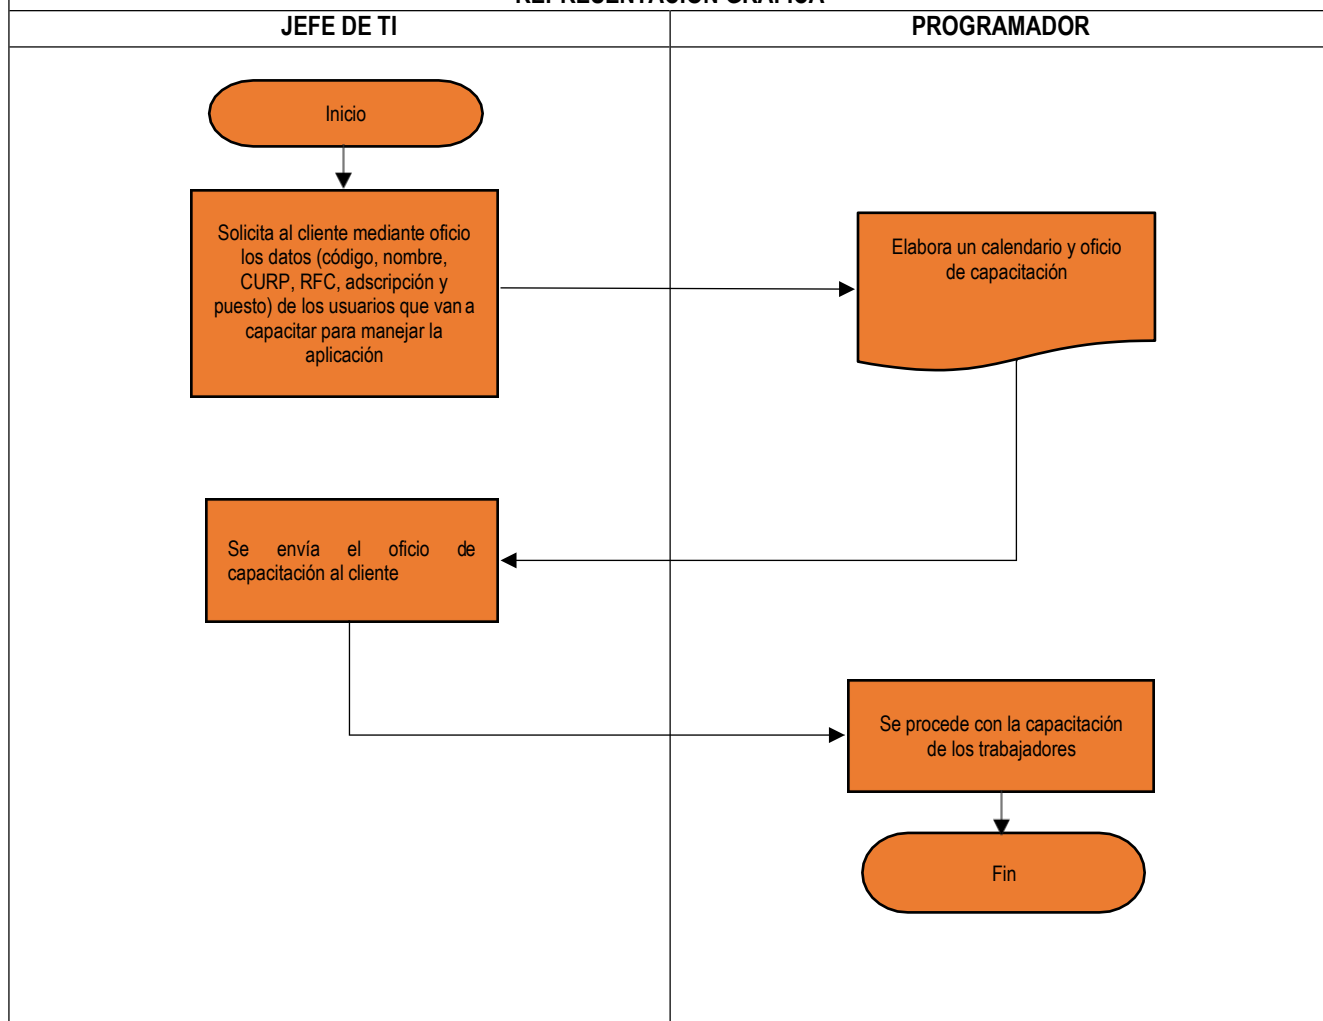 REPRESENTACIÓN GRÁFICA
JEFE DE TI
PROGRAMADOR
Inicio
Solicita al cliente mediante oficio
los datos (código, nombre,
CURP, RFC, adscripción y
puesto) de los usuarios que van a
capacitar para manejar la
aplicación
Elabora un calendario y oficio
de capacitación
Se envía el oficio de
capacitación al cliente
Se procede con la capacitación
de los trabajadores
Fin